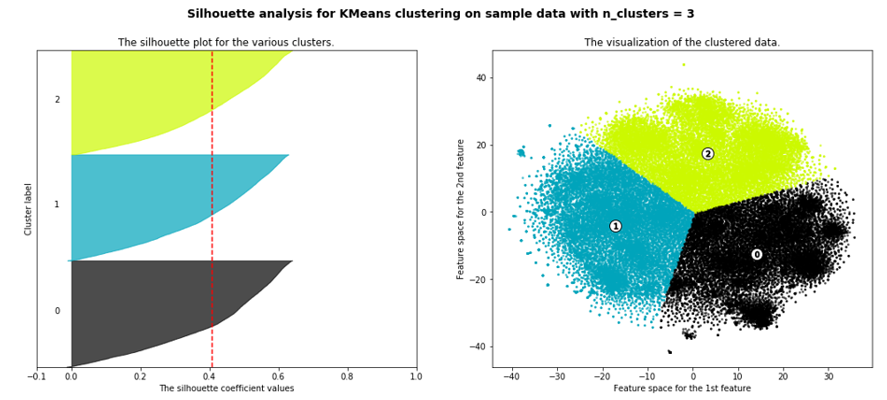 Silhouette analysis for KMeans clustering on sample data with n_clusters = 3
The silhouette plot for the various clusters.
2
1
0
Cluster label
−0.1 0.0 0.2 0.4 0.6 0.8 1.0
The silhouette coefficient values
The visualization of the clustered data.
40
20
0
−20
−40
Feature space for the 2nd feature
2
1
0
−40 −30 −20 −10 0 10 20 30
Feature space for the 1st feature